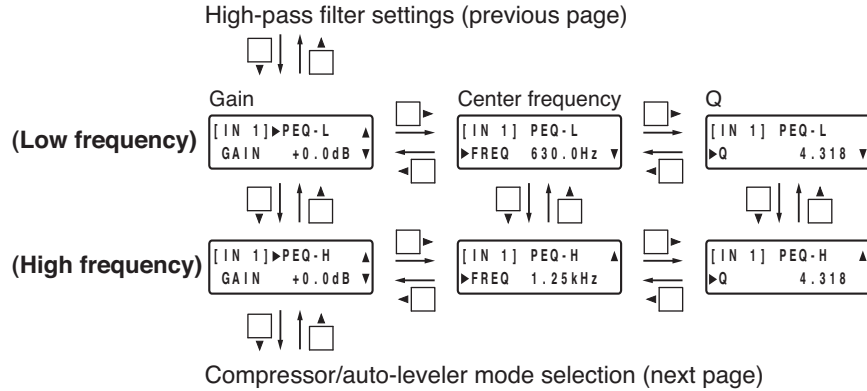 High-pass filter settings (previous page)
Gain Center frequency Q
(Low frequency)
[IN 1]▶PEQ-L ▲
GAIN +0.0dB ▼
[IN 1] PEQ-L
▶FREQ 630.0Hz ▼
[IN 1] PEQ-L
▶Q 4.318 ▼
(High frequency)
[IN 1]▶PEQ-H ▲
GAIN +0.0dB ▼
[IN 1] PEQ-H ▲
▶FREQ 1.25kHz
[IN 1] PEQ-H ▲
▶Q 4.318
Compressor/auto-leveler mode selection (next page)